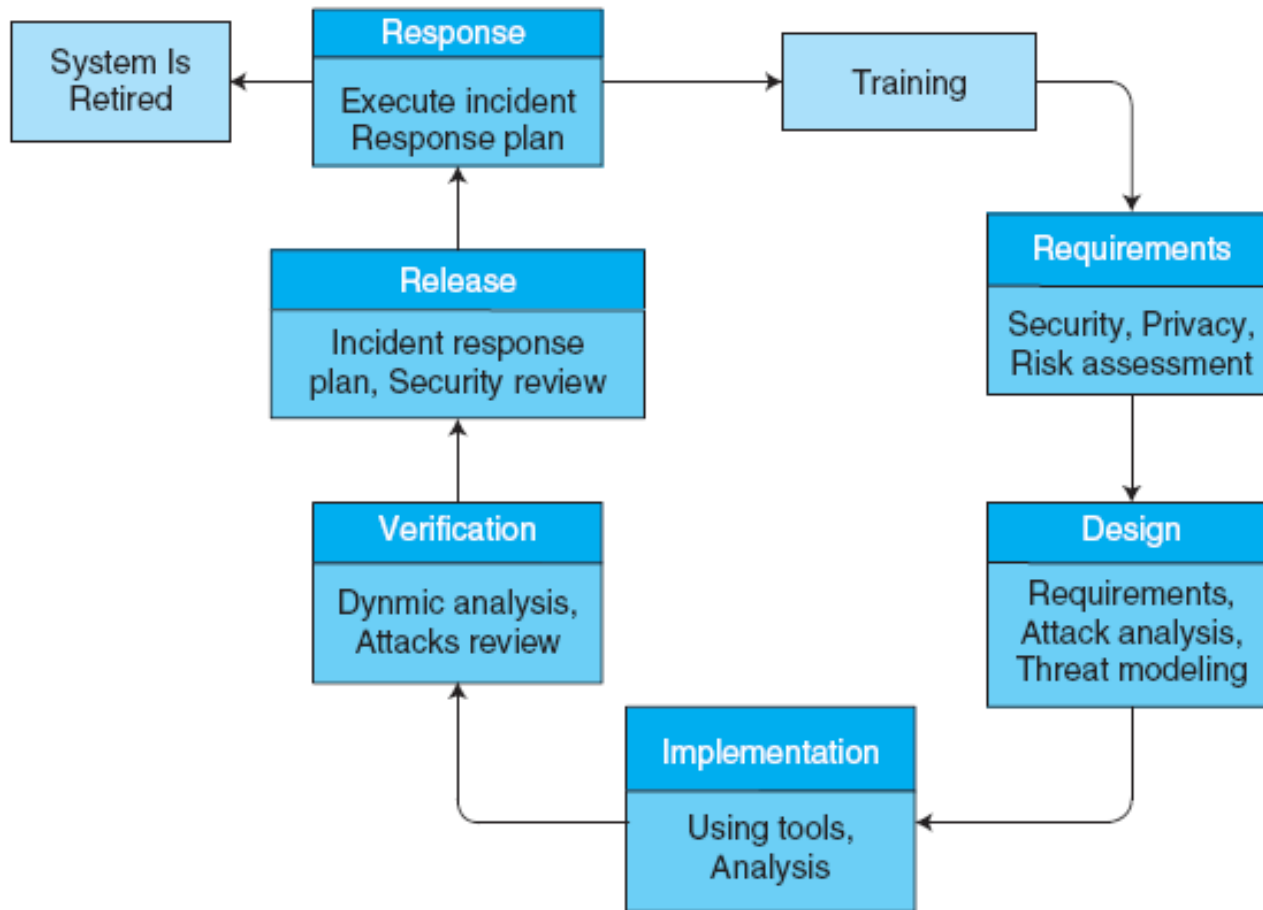 System Is
Retired
Response
Execute incident
Response plan
Training
Requirements
Security, Privacy,
Risk assessment
Release
Incident response
plan, Security review
Verification
Dynmic analysis,
Attacks review
Design
Requirements,
Attack analysis,
Threat modeling
Implementation
Using tools,
Analysis